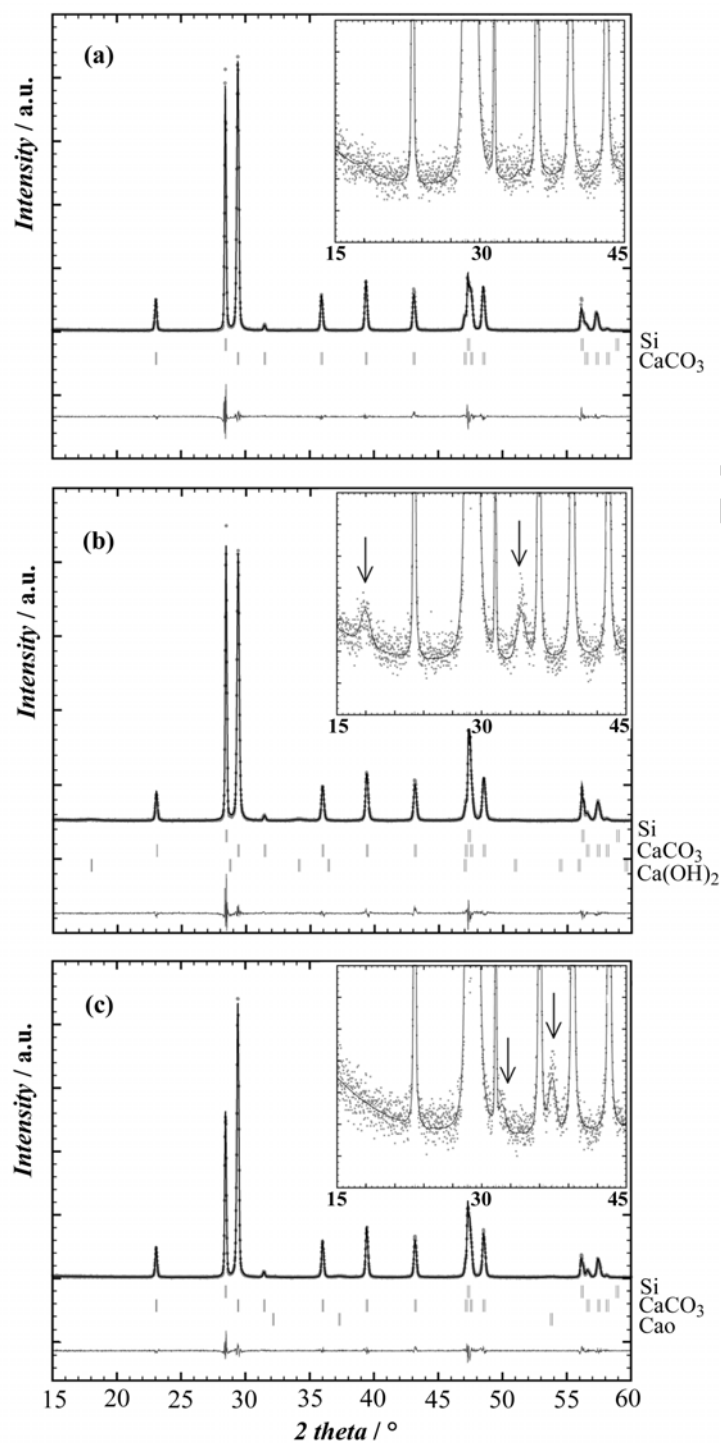 (a)
Intensity / a.u.
15 30 45
Si
CaCO3
(b)
Intensity / a.u.
15 30 45
Si
CaCO3
Ca(OH)2
(c)
Intensity / a.u.
15 30 45
Si
CaCO3
Cao
15 20 25 30 35 40 45 50 55 60
2 theta / °